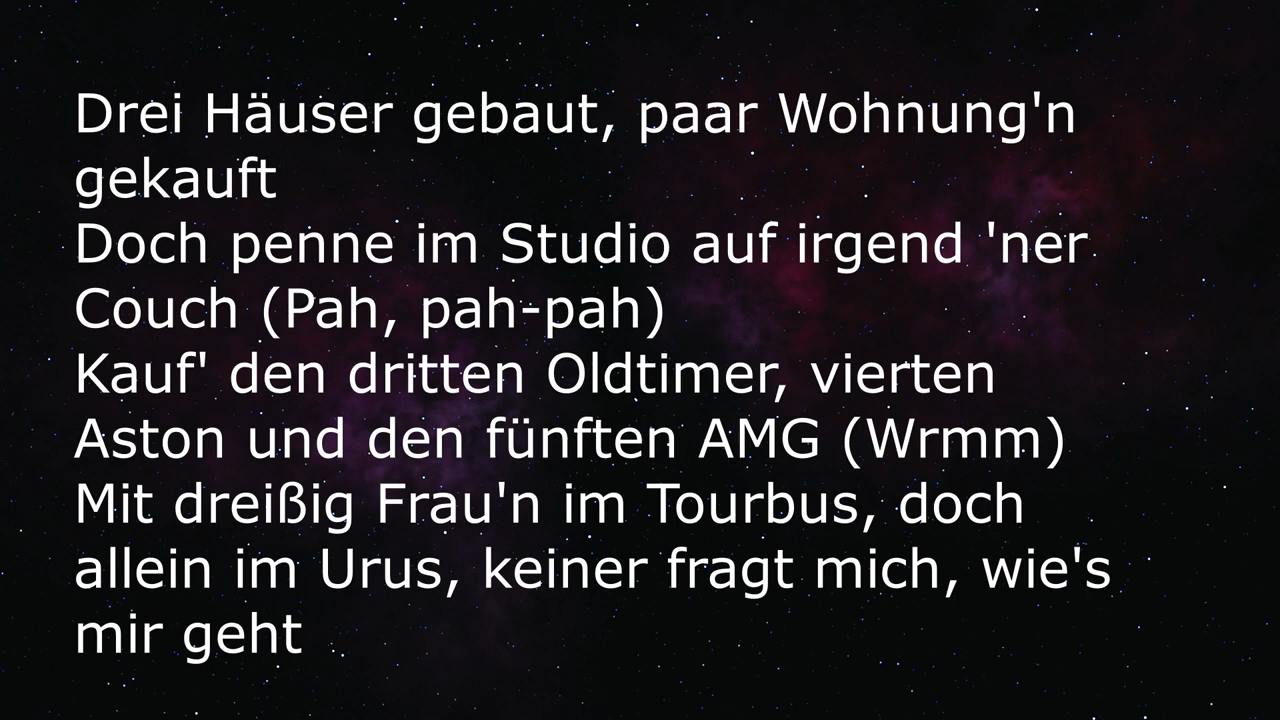 Drei Häuser gebaut, paar Wohnung'n
gekauft
Doch penne im Studio auf irgend 'ner
Couch (Pah, pah-pah)
Kauf' den dritten Oldtimer, vierten
Aston und den fünften AMG (Wrmm)
Mit dreißig Frau'n im Tourbus, doch
allein im Urus, keiner fragt mich, wie's
mir geht